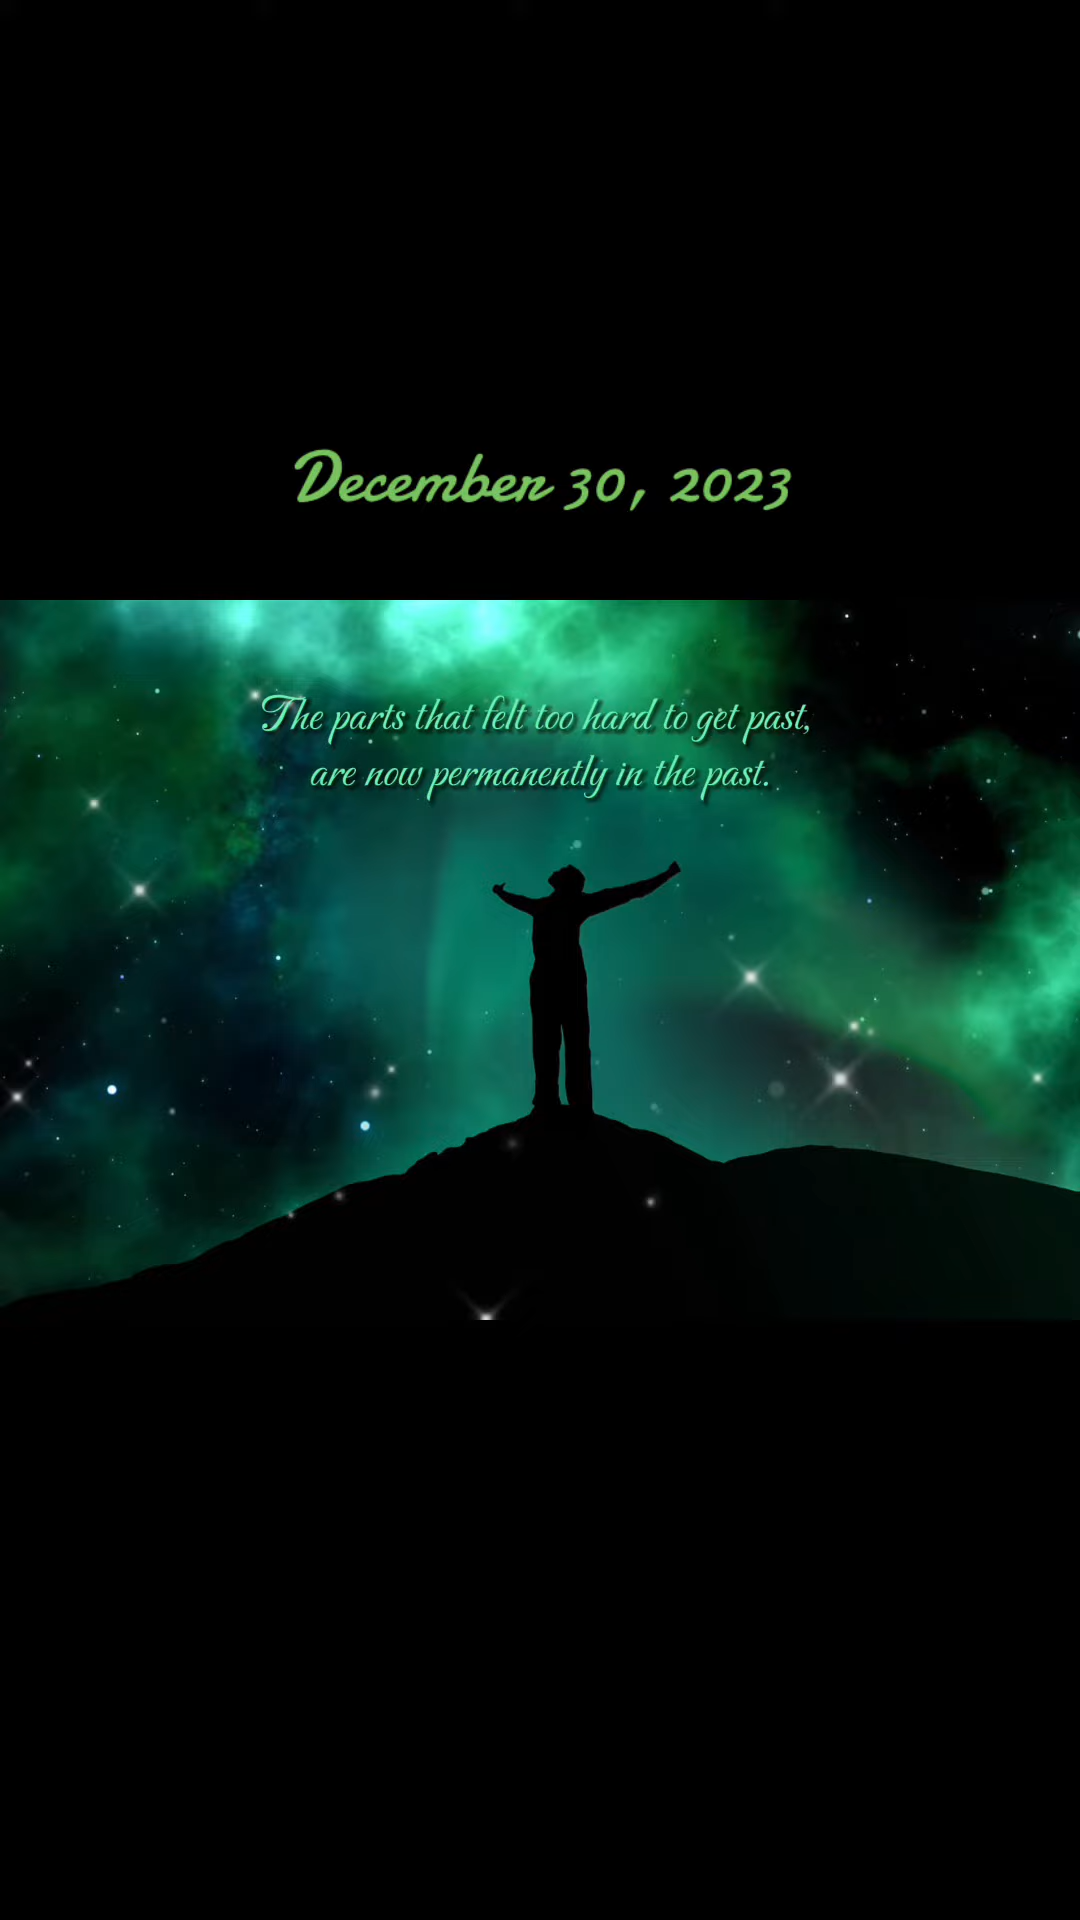 December 30, 2023
The parts that felt too hard to get past,
are now permanently in the past.